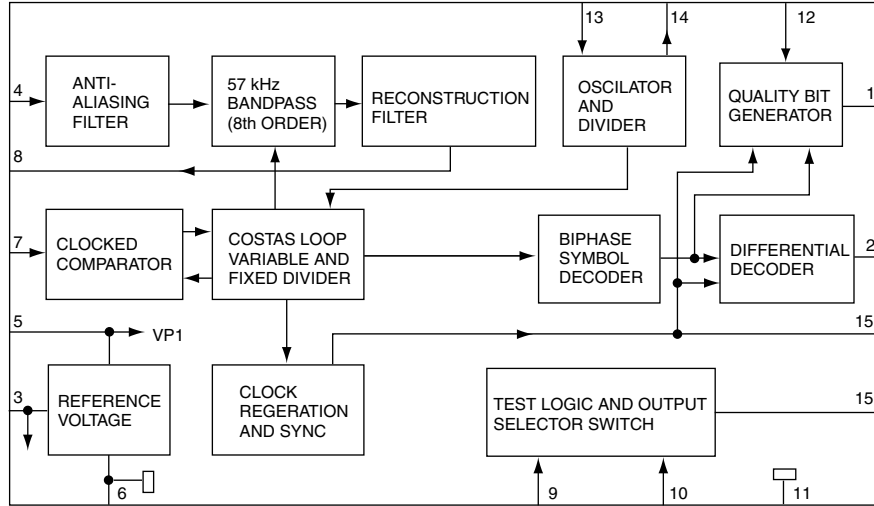 13
14
12
4
ANTI-
ALIASING
FILTER
57 kHz
BANDPASS
(8th ORDER)
RECONSTRUCTION
FILTER
OSCILATOR
AND
DIVIDER
QUALITY BIT
GENERATOR
1
8
7
CLOCKED
COMPARATOR
COSTAS LOOP
VARIABLE AND
FIXED DIVIDER
BIPHASE
SYMBOL
DECODER
DIFFERENTIAL
DECODER
2
5
VP1
15
3
REFERENCE
VOLTAGE
CLOCK
REGERATION
AND SYNC
TEST LOGIC AND OUTPUT
SELECTOR SWITCH
15
6
9
10
11